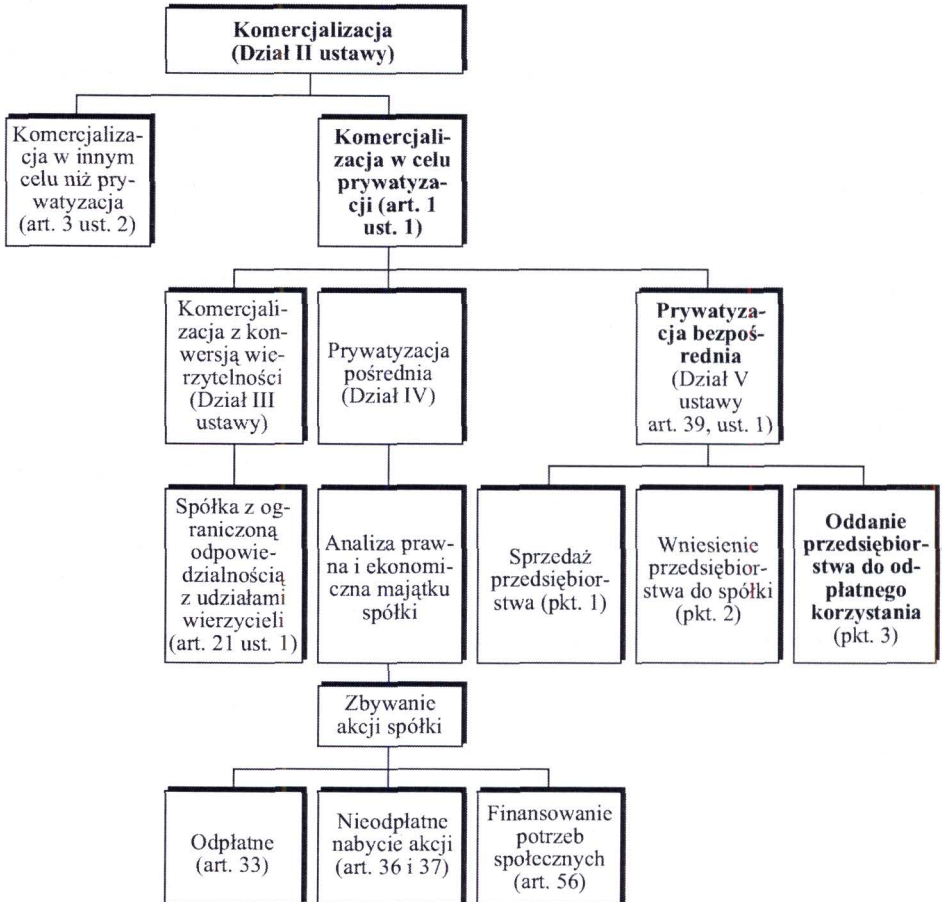 Komercjalizacja
(Dział II ustawy)
Komercjaliza-
cja w innym
celu niż pry-
watyzacja
(art. 3 ust. 2)
Komercjali-
zacja w celu
prywatyza-
cji (art. 1
ust. 1)
Komercjali-
zacja z kon-
wersją wie-
rzytelności
(Dział III
ustawy)
Prywatyzacja
pośrednia
(Dział IV)
Prywatyza-
cja bezpoś-
rednia
(Dział V
ustawy
art. 39, ust. 1)
Spółka z og-
raniczoną
odpowie-
dzialnością
z udziałami
wierzycieli
(art. 21 ust. 1)
Analiza praw-
na i ekonomi-
czna majątku
spółki
Sprzedaż
przedsiębior-
stwa (pkt. 1)
Wniesienie
przedsiębior-
stwa do spółki
(pkt. 2)
Oddanie
przedsiębior-
stwa do od-
płatnego
korzystania
(pkt. 3)
Zbywanie
akcji spółki
Odpłatne
(art. 33)
Nieodpłatne
nabycie akcji
(art. 36 i 37)
Finansowanie
potrzeb
społecznych
(art. 56)